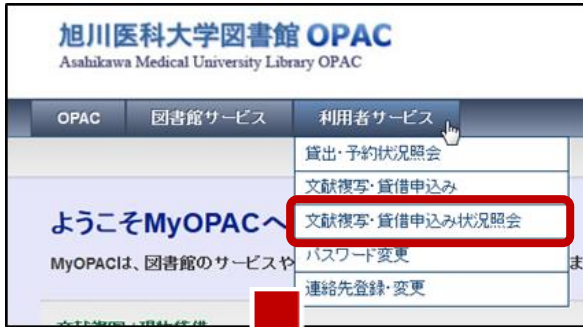 旭川医科大学図書館 OPAC
Asahikawa Medical University Library OPAC
OPAC 図書館サービス 利用者サービス
貸出・予約状況照会
文献複写・貸借申込み
文献複写・貸借申込み状況照会
パスワード変更
連絡先登録・変更
ようこそMyOPACへ
MyOPACは、図書館のサービスや
ま